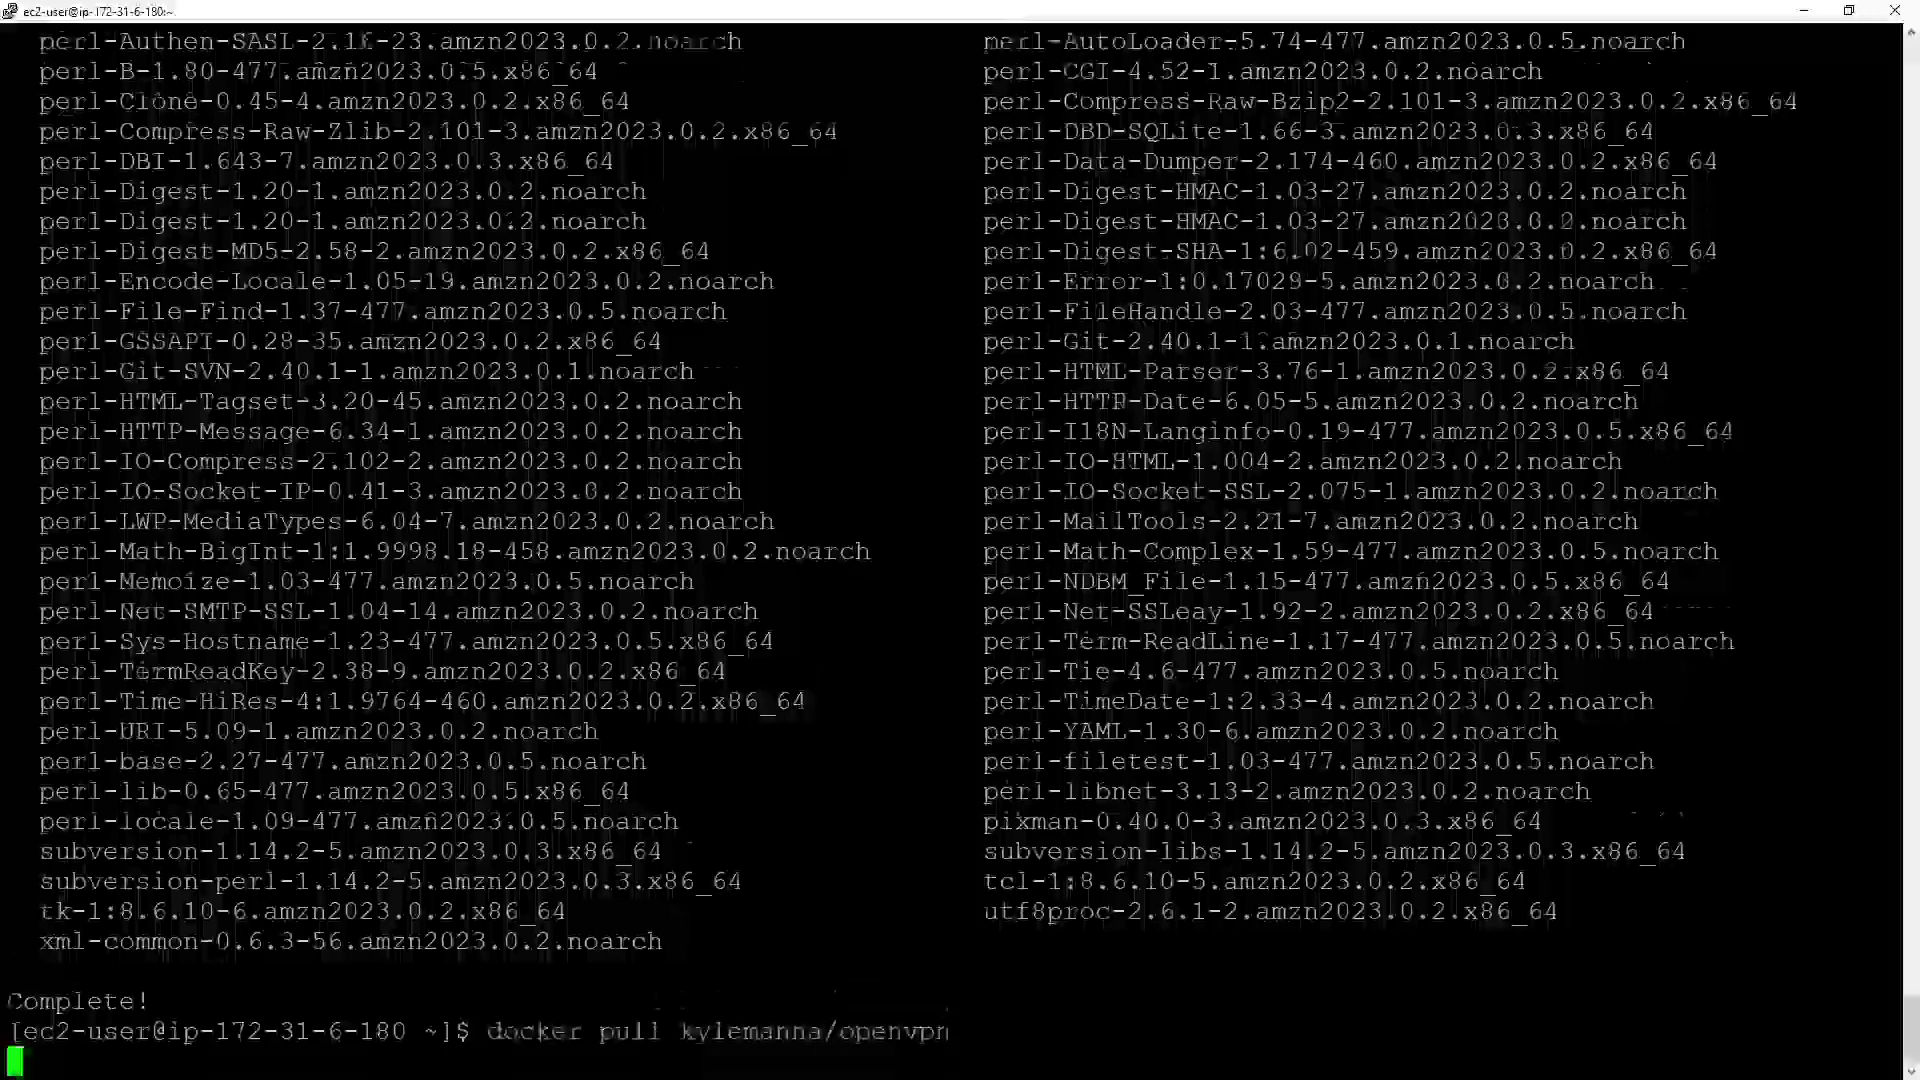 ec2-user@ip-172-31-6-180:~
perl-Authen-SASL-2.16-23.amzn2023.0.2.noarch perl-AutoLoader-5.74-477.amzn2023.0.5.noarch
perl-B-1.80-477.amzn2023.0.5.x86_64 perl-CGI-4.52-1.amzn2023.0.2.noarch
perl-Clone-0.45-4.amzn2023.0.2.x86_64 perl-Compress-Raw-Bzip2-2.101-3.amzn2023.0.2.x86_64
perl-Compress-Raw-Zlib-2.101-3.amzn2023.0.2.x86_64 perl-DBD-SQLite-1.66-3.amzn2023.0.3.x86_64
perl-DBI-1.643-7.amzn2023.0.3.x86_64 perl-Data-Dumper-2.174-460.amzn2023.0.2.x86_64
perl-Digest-1.20-1.amzn2023.0.2.noarch perl-Digest-HMAC-1.03-27.amzn2023.0.2.noarch
perl-Digest-1.20-1.amzn2023.0.2.noarch perl-Digest-HMAC-1.03-27.amzn2023.0.2.noarch
perl-Digest-MD5-2.58-2.amzn2023.0.2.x86_64 perl-Digest-SHA-1:6.02-459.amzn2023.0.2.x86_64
perl-Encode-Locale-1.05-19.amzn2023.0.2.noarch perl-Error-1:0.17029-5.amzn2023.0.2.noarch
perl-File-Find-1.37-477.amzn2023.0.5.noarch perl-FileHandle-2.03-477.amzn2023.0.5.noarch
perl-GSSAPI-0.28-35.amzn2023.0.2.x86_64 perl-Git-2.40.1-1.amzn2023.0.1.noarch
perl-Git-SVN-2.40.1-1.amzn2023.0.1.noarch perl-HTML-Parser-3.76-1.amzn2023.0.2.x86_64
perl-HTML-Tagset-3.20-45.amzn2023.0.2.noarch perl-HTTP-Date-6.05-5.amzn2023.0.2.noarch
perl-HTTP-Message-6.34-1.amzn2023.0.2.noarch perl-I18N-Langinfo-0.19-477.amzn2023.0.5.x86_64
perl-IO-Compress-2.102-2.amzn2023.0.2.noarch perl-IO-HTML-1.004-2.amzn2023.0.2.noarch
perl-IO-Socket-IP-0.41-3.amzn2023.0.2.noarch perl-IO-Socket-SSL-2.075-1.amzn2023.0.2.noarch
perl-LWP-MediaTypes-6.04-7.amzn2023.0.2.noarch perl-MailTools-2.21-7.amzn2023.0.2.noarch
perl-Math-BigInt-1:1.9998.18-458.amzn2023.0.2.noarch perl-Math-Complex-1.59-477.amzn2023.0.5.noarch
perl-Memoize-1.03-477.amzn2023.0.5.noarch perl-NDBM_File-1.15-477.amzn2023.0.5.x86_64
perl-Net-SMTP-SSL-1.04-14.amzn2023.0.2.noarch perl-Net-SSLeay-1.92-2.amzn2023.0.2.x86_64
perl-Sys-Hostname-1.23-477.amzn2023.0.5.x86_64 perl-Term-ReadLine-1.17-477.amzn2023.0.5.noarch
perl-TermReadKey-2.38-9.amzn2023.0.2.x86_64 perl-Tie-4.6-477.amzn2023.0.5.noarch
perl-Time-HiRes-4:1.9764-460.amzn2023.0.2.x86_64 perl-TimeDate-1:2.33-4.amzn2023.0.2.noarch
perl-URI-5.09-1.amzn2023.0.2.noarch perl-YAML-1.30-6.amzn2023.0.2.noarch
perl-base-2.27-477.amzn2023.0.5.noarch perl-filetest-1.03-477.amzn2023.0.5.noarch
perl-lib-0.65-477.amzn2023.0.5.x86_64 perl-libnet-3.13-2.amzn2023.0.2.noarch
perl-locale-1.09-477.amzn2023.0.5.noarch pixman-0.40.0-3.amzn2023.0.3.x86_64
subversion-1.14.2-5.amzn2023.0.3.x86_64 subversion-libs-1.14.2-5.amzn2023.0.3.x86_64
subversion-perl-1.14.2-5.amzn2023.0.3.x86_64 tcl-1:8.6.10-5.amzn2023.0.2.x86_64
tk-1:8.6.10-6.amzn2023.0.2.x86_64 utf8proc-2.6.1-2.amzn2023.0.2.x86_64
xml-common-0.6.3-56.amzn2023.0.2.noarch
Complete!
[ec2-user@ip-172-31-6-180 ~]$ docker pull kylemanna/openvpn